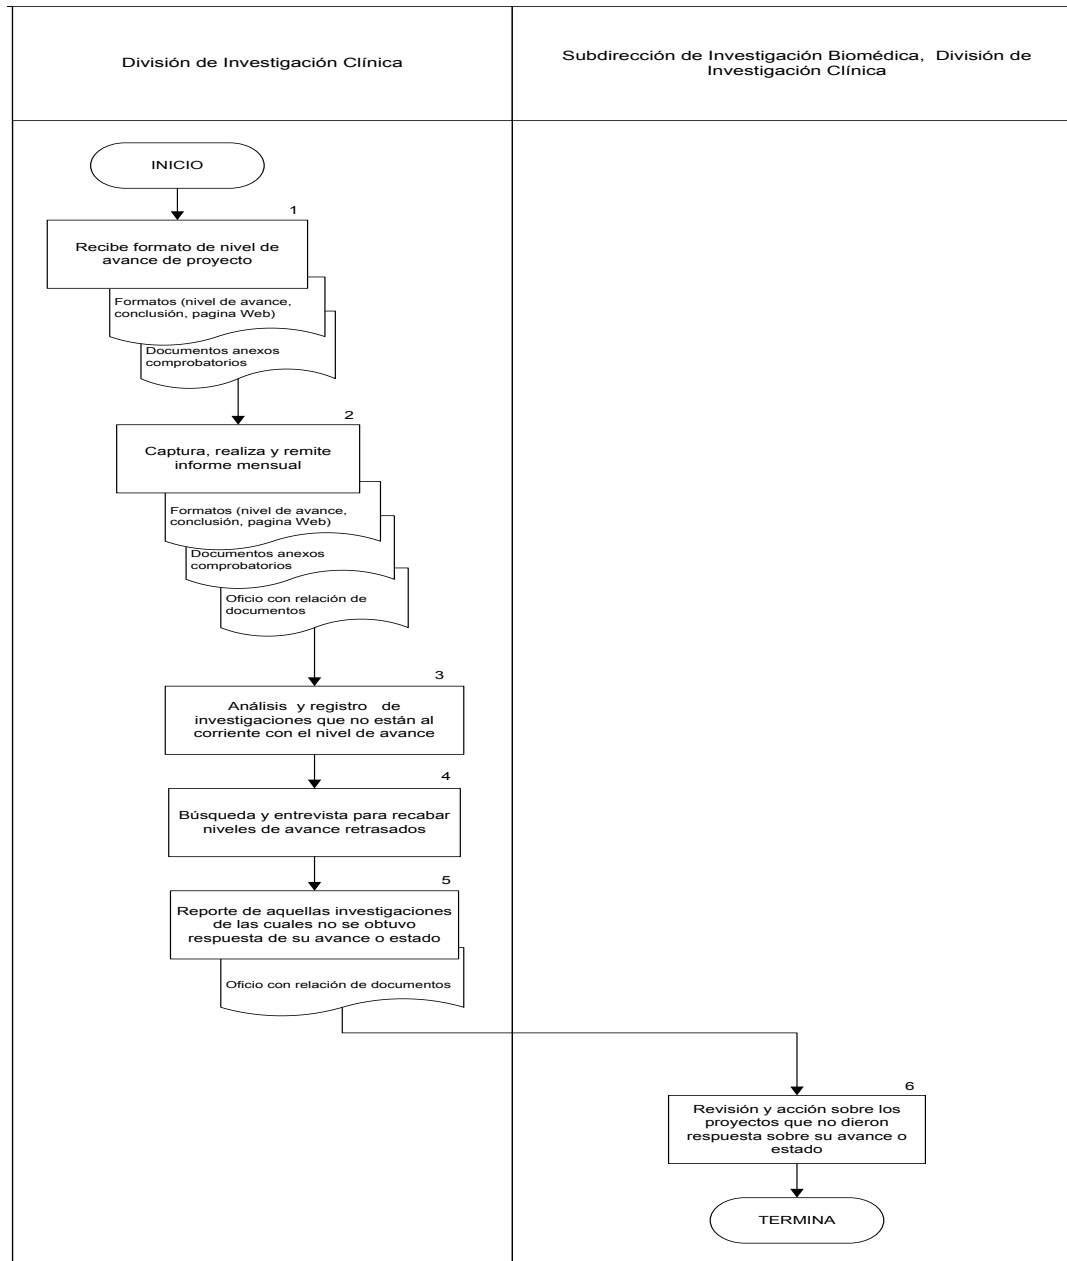 División de Investigación Clínica
Subdirección de Investigación Biomédica, División de
Investigación Clínica
INICIO
1
Recibe formato de nivel de
avance de proyecto
Formatos (nivel de avance,
conclusión, pagina Web)
Documentos anexos
comprobatorios
2
Captura, realiza y remite
informe mensual
Formatos (nivel de avance,
conclusión, pagina Web)
Documentos anexos
comprobatorios
Oficio con relación de
documentos
3
Análisis y registro de
investigaciones que no están al
corriente con el nivel de avance
4
Búsqueda y entrevista para recabar
niveles de avance retrasados
5
Reporte de aquellas investigaciones
de las cuales no se obtuvo
respuesta de su avance o estado
Oficio con relación de documentos
6
Revisión y acción sobre los
proyectos que no dieron
respuesta sobre su avance o
estado
TERMINA